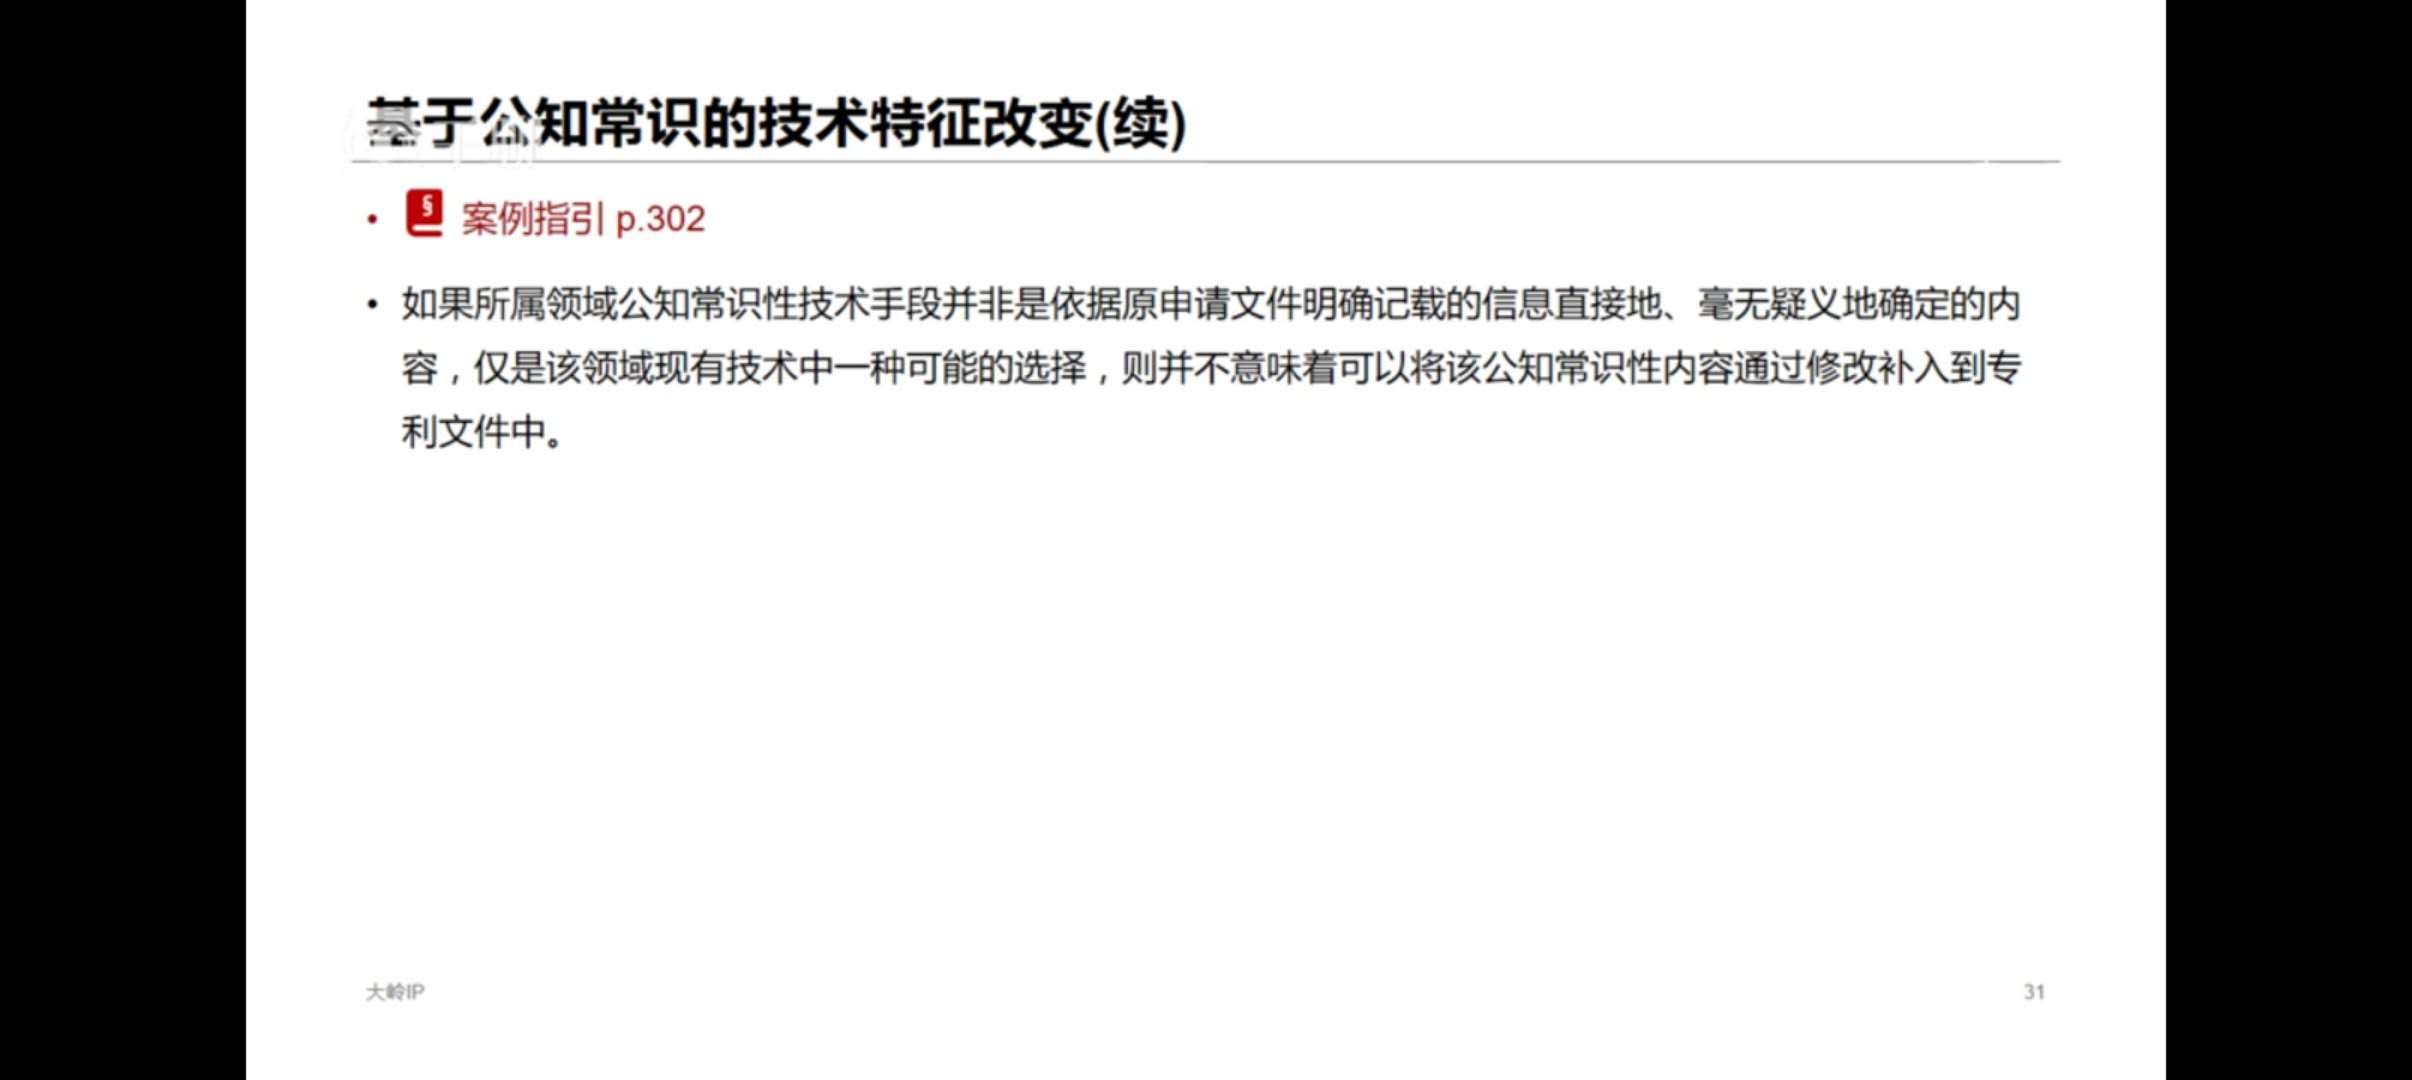 基于公知常识的技术特征改变(续)
• § 案例指引 p.302
• 如果所属领域公知常识性技术手段并非是依据原申请文件明确记载的信息直接地、毫无疑义地确定的内
容，仅是该领域现有技术中一种可能的选择，则并不意味着可以将该公知常识性内容通过修改补入到专
利文件中。
大岭IP
31